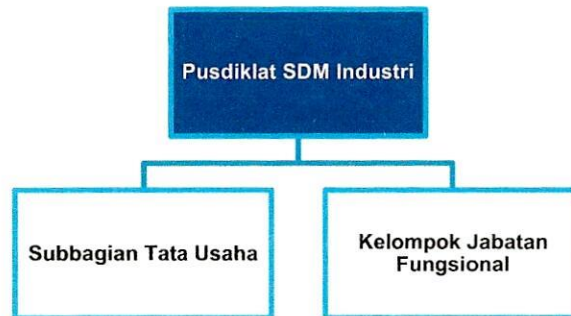 Pusdiklat SDM Industri
Subbagian Tata Usaha
Kelompok Jabatan
Fungsional